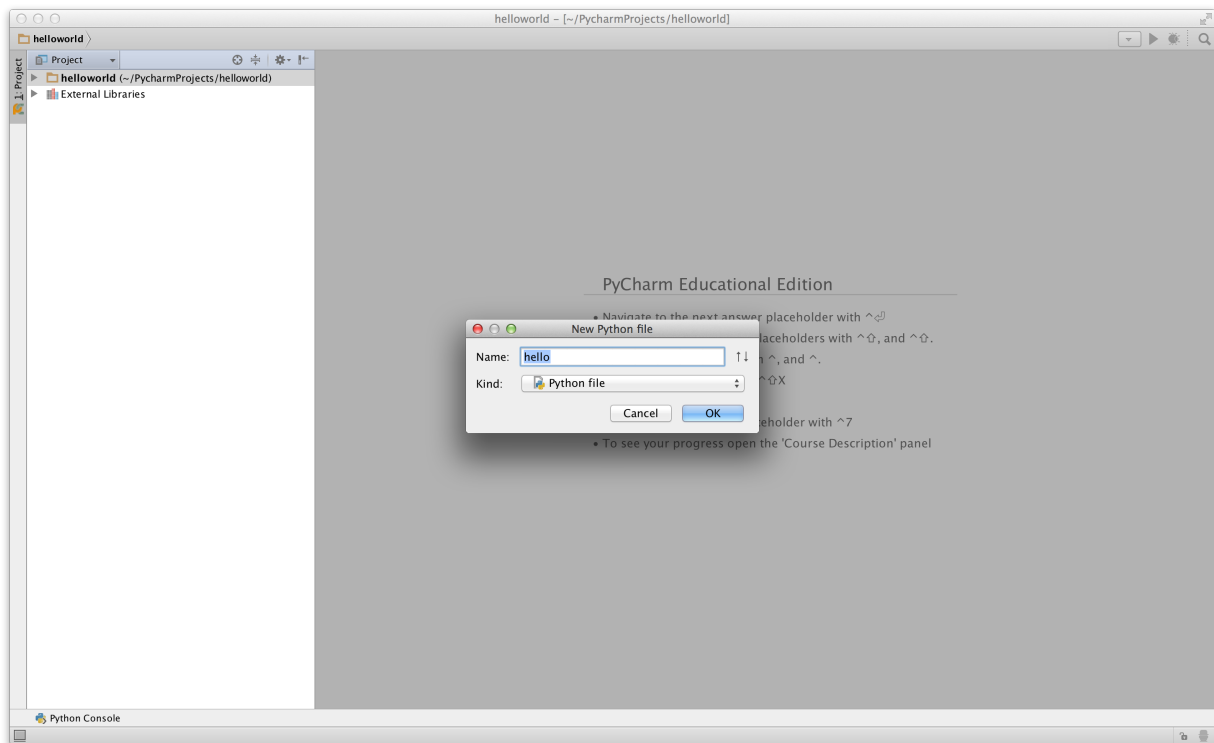 helloworld – [~/PycharmProjects/helloworld]
helloworld
Project
1: Project
helloworld (~/PycharmProjects/helloworld)
External Libraries
PyCharm Educational Edition
• Navigate to the next answer placeholder with ^⏎
laceholders with ^⇧, and ^⇧.
^, and ^.
^⇧X
eholder with ^7
• To see your progress open the 'Course Description' panel
New Python file
Name: hello ↑↓
Kind: Python file
Cancel OK
Python Console